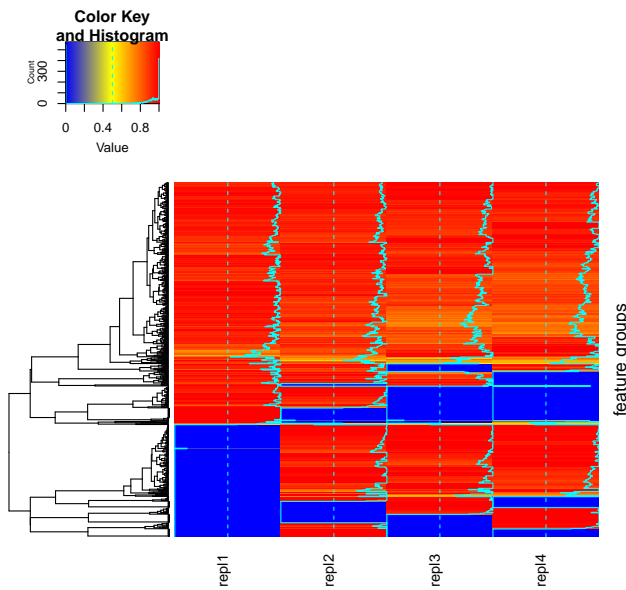 Color Key
and Histogram
Count
0 300
0 0.4 0.8
Value
feature groups
repl1 repl2 repl3 repl4